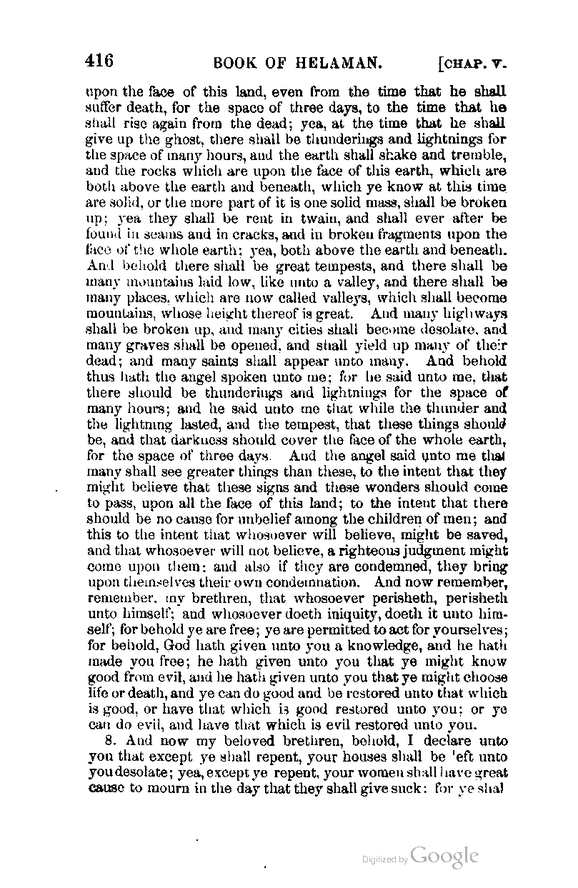 416 BOOK OF HELAMAN. [CHAP. V.
upon the face of this land, even from the time that he shall
suffer death, for the space of three days, to the time that he
shall rise again from the dead; yea, at the time that he shall
give up the ghost, there shall be thunderings and lightnings for
the space of many hours, and the earth shall shake and tremble,
and the rocks which are upon the face of this earth, which are
both above the earth and beneath, which ye know at this time
are solid, or the more part of it is one solid mass, shall be broken
up; yea they shall be rent in twain, and shall ever after be
found in seams and in cracks, and in broken fragments upon the
face of the whole earth; yea, both above the earth and beneath.
And behold there shall be great tempests, and there shall be
many mountains laid low, like unto a valley, and there shall be
many places, which are now called valleys, which shall become
mountains, whose height thereof is great. And many highways
shall be broken up, and many cities shall become desolate, and
many graves shall be opened, and shall yield up many of their
dead; and many saints shall appear unto many. And behold
thus hath the angel spoken unto me; for he said unto me, that
there should be thunderings and lightnings for the space of
many hours; and he said unto me that while the thunder and
the lightning lasted, and the tempest, that these things should
be, and that darkness should cover the face of the whole earth,
for the space of three days. And the angel said unto me that
many shall see greater things than these, to the intent that they
might believe that these signs and these wonders should come
to pass, upon all the face of this land; to the intent that there
should be no cause for unbelief among the children of men; and
this to the intent that whosoever will believe, might be saved,
and that whosoever will not believe, a righteous judgment might
come upon them; and also if they are condemned, they bring
upon themselves their own condemnation. And now remember,
remember, my brethren, that whosoever perisheth, perisheth
unto himself; and whosoever doeth iniquity, doeth it unto him-
self; for behold ye are free; ye are permitted to act for yourselves;
for behold, God hath given unto you a knowledge, and he hath
made you free; he hath given unto you that ye might know
good from evil, and he hath given unto you that ye might choose
life or death, and ye can do good and be restored unto that which
is good, or have that which is good restored unto you; or ye
can do evil, and have that which is evil restored unto you.
8. And now my beloved brethren, behold, I declare unto
you that except ye shall repent, your houses shall be 'eft unto
you desolate; yea, except ye repent, your women shall have great
cause to mourn in the day that they shall give suck: for ye shal
Digitized by Google